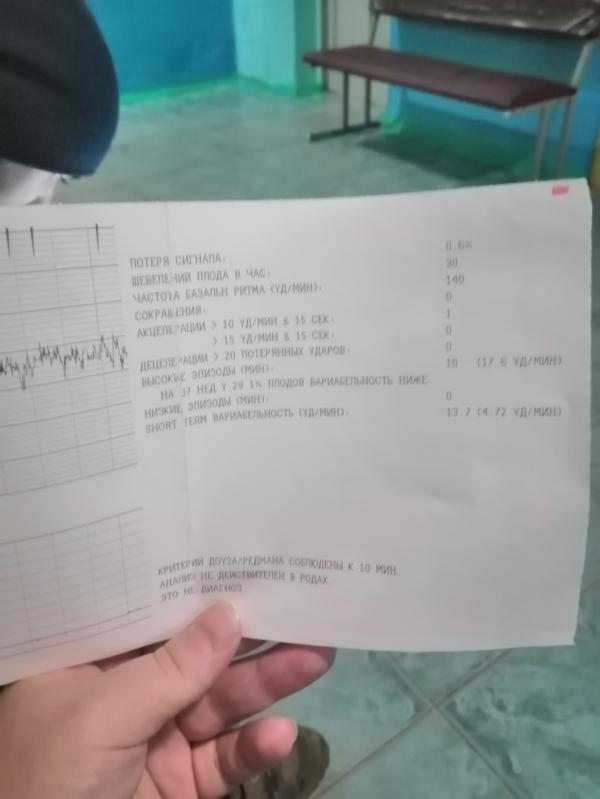 ПОТЕРЯ СИГНАЛА: 0.6%
ШЕВЕЛЕНИЙ ПЛОДА В ЧАС: 30
ЧАСТОТА БАЗАЛЬН РИТМА (УД/МИН): 140
СОКРАЩЕНИЯ: 0
АКЦЕЛЕРАЦИИ > 10 УД/МИН & 15 СЕК: 1
> 15 УД/МИН & 15 СЕК: 0
ДЕЦЕЛЕРАЦИИ > 20 ПОТЕРЯННЫХ УДАРОВ: 0
ВЫСОКИЕ ЭПИЗОДЫ (МИН): 10 (17.6 УД/МИН)
НА 37 НЕД У 29.1% ПЛОДОВ ВАРИАБЕЛЬНОСТЬ НИЖЕ.
НИЗКИЕ ЭПИЗОДЫ (МИН): 0
SHORT TERM ВАРИАБЕЛЬНОСТЬ (УД/МИН): 13.7 (4.72 УД/МИН)
КРИТЕРИИ ДОУЗА/РЕДМАНА СОБЛЮДЕНЫ К 10 МИН.
АНАЛИЗ НЕ ДЕЙСТВИТЕЛЕН В РОДАХ.
ЭТО НЕ ДИАГНОЗ.